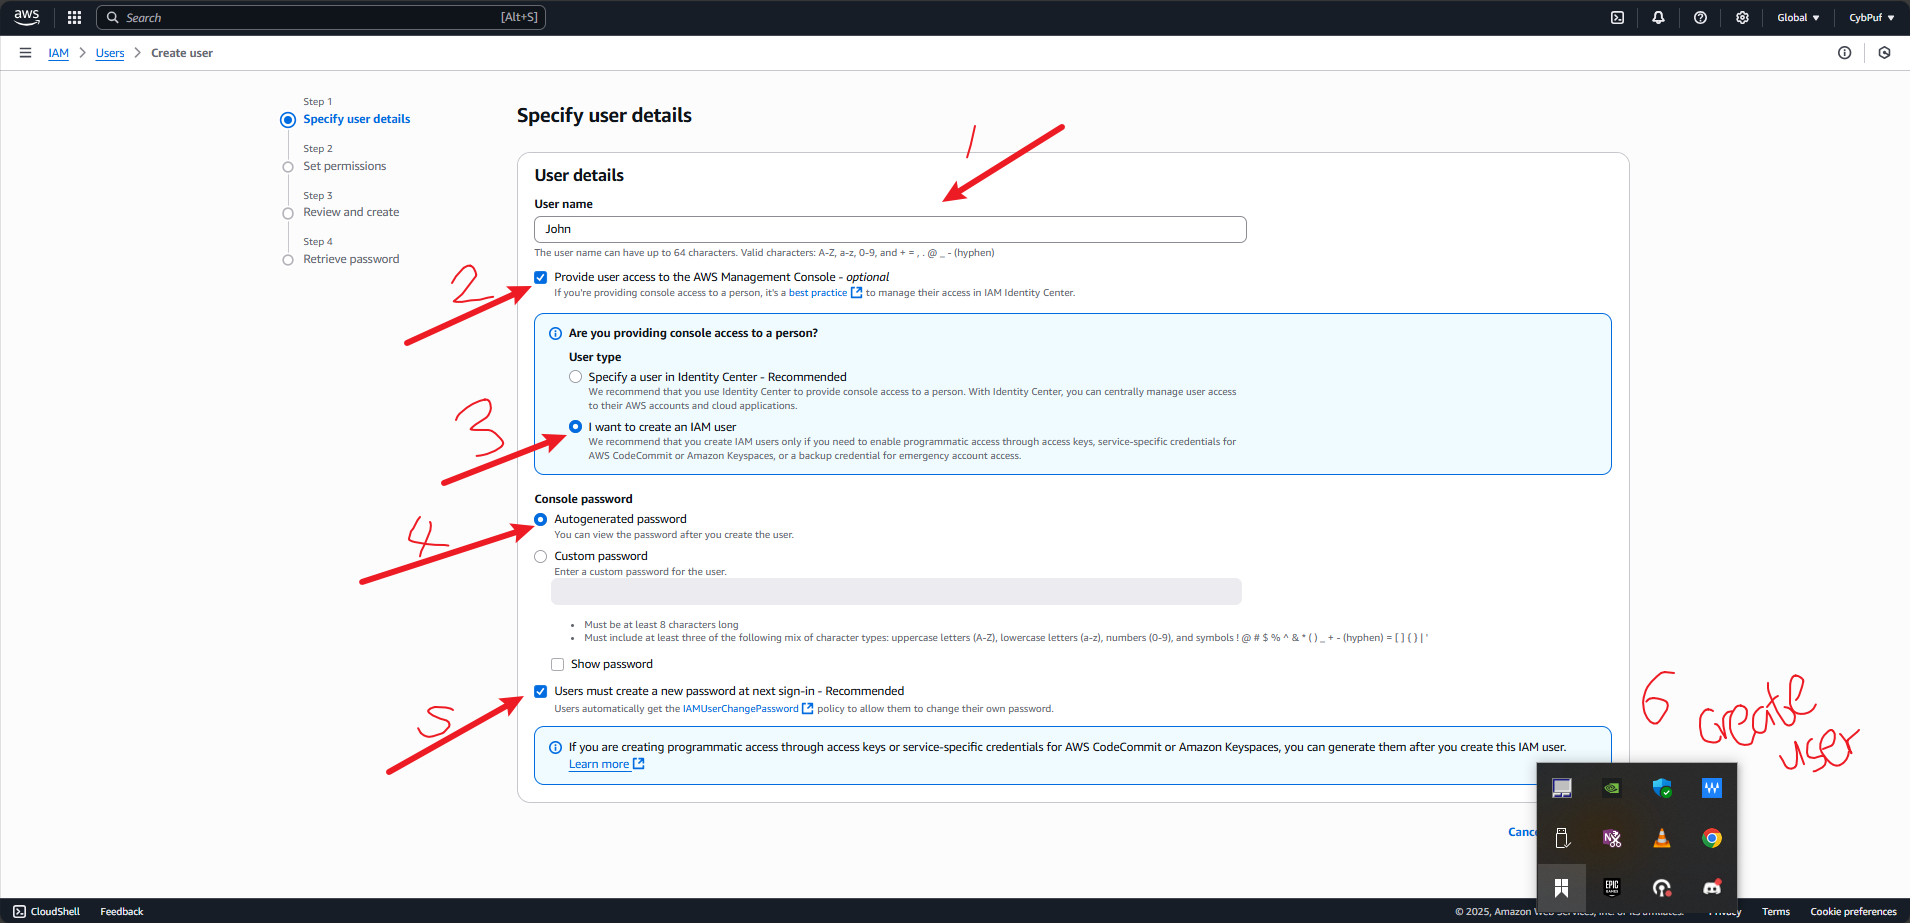 aws
Search [Alt+S]
Global
CybPuf
IAM > Users > Create user
Step 1
Specify user details
Step 2
Set permissions
Step 3
Review and create
Step 4
Retrieve password
Specify user details
1
User details
User name
John
The user name can have up to 64 characters. Valid characters: A-Z, a-z, 0-9, and + = , . @ _ - (hyphen)
2
Provide user access to the AWS Management Console - optional
If you're providing console access to a person, it's a best practice to manage their access in IAM Identity Center.
Are you providing console access to a person?
User type
Specify a user in Identity Center - Recommended
We recommend that you use Identity Center to provide console access to a person. With Identity Center, you can centrally manage user access
to their AWS accounts and cloud applications.
3
I want to create an IAM user
We recommend that you create IAM users only if you need to enable programmatic access through access keys, service-specific credentials for
AWS CodeCommit or Amazon Keyspaces, or a backup credential for emergency account access.
Console password
4
Autogenerated password
You can view the password after you create the user.
Custom password
Enter a custom password for the user.
Must be at least 8 characters long
Must include at least three of the following mix of character types: uppercase letters (A-Z), lowercase letters (a-z), numbers (0-9), and symbols ! @ # $ % ^ & * ( ) _ + - (hyphen) = [ ] { } | '
Show password
5
Users must create a new password at next sign-in - Recommended
Users automatically get the IAMUserChangePassword policy to allow them to change their own password.
If you are creating programmatic access through access keys or service-specific credentials for AWS CodeCommit or Amazon Keyspaces, you can generate them after you create this IAM user.
Learn more
6 create
user
EPIC
GAMES
CloudShell
Feedback
© 2025, Amazon
Terms
Cookie preferences